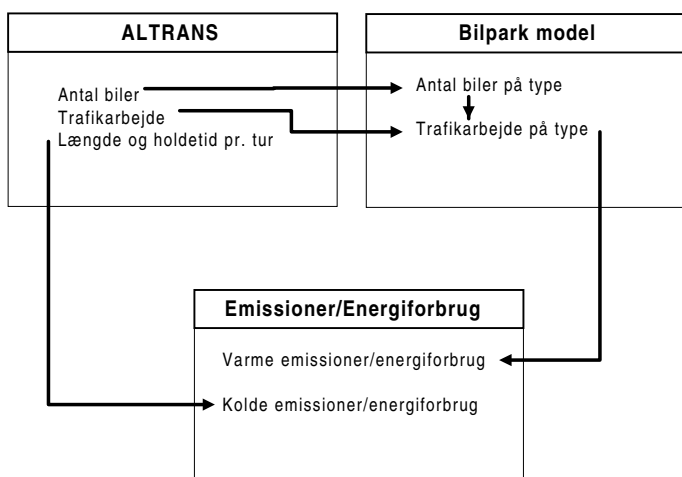 ALTRANS
Antal biler
Trafikarbejde
Længde og holdetid pr. tur
Bilpark model
Antal biler på type
Trafikarbejde på type
Emissioner/Energiforbrug
Varme emissioner/energiforbrug
Kolde emissioner/energiforbrug